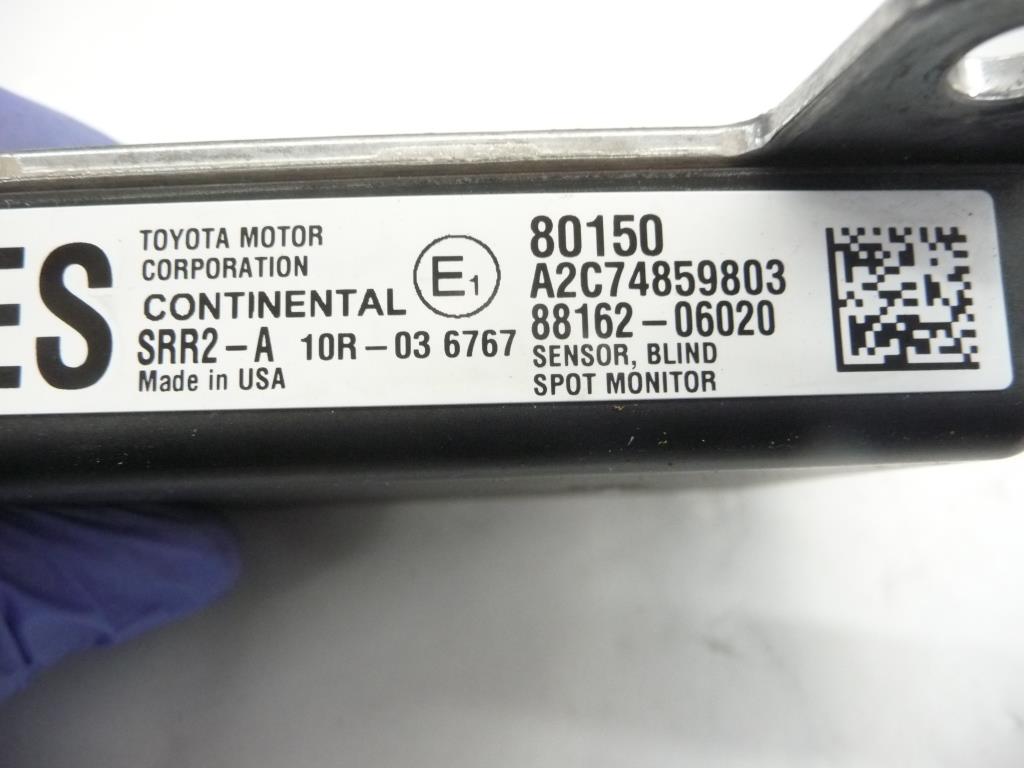 ES
TOYOTA MOTOR
CORPORATION
CONTINENTAL
SRR2-A 10R-03 6767
Made in USA
E1
80150
A2C74859803
88162-06020
SENSOR, BLIND
SPOT MONITOR